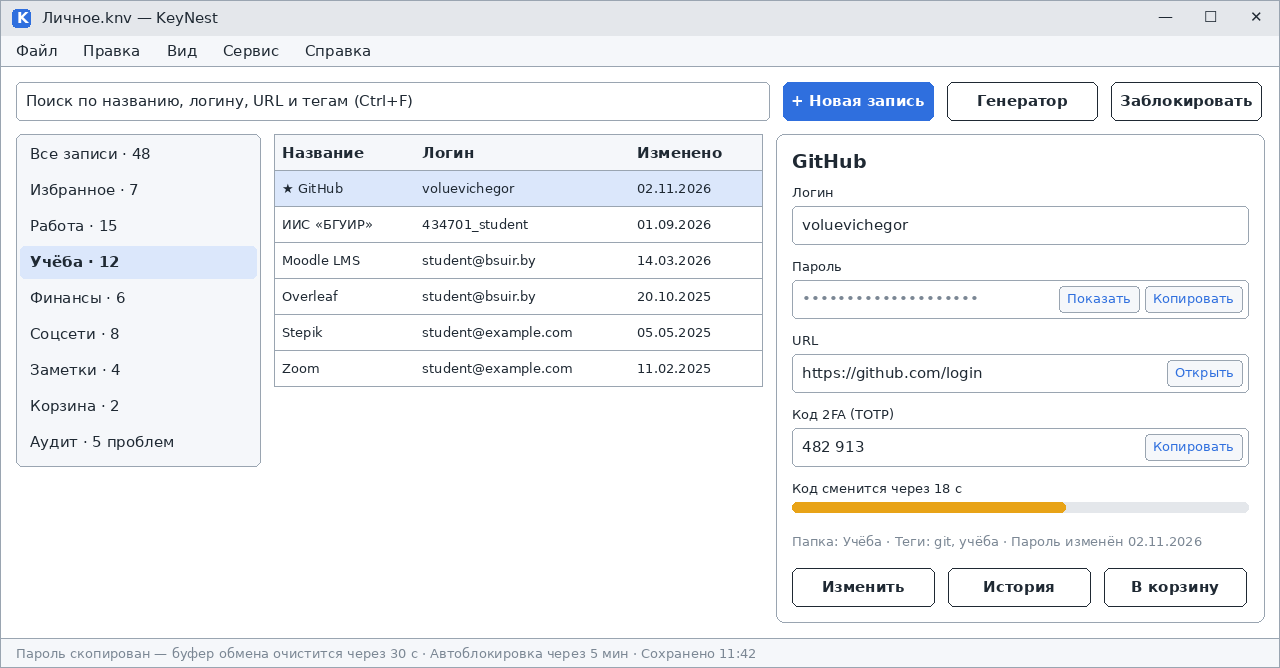 K Личное.knv — KeyNest — ☐ ✕
Файл Правка Вид Сервис Справка
Поиск по названию, логину, URL и тегам (Ctrl+F) + Новая запись Генератор Заблокировать
Все записи · 48
Избранное · 7
Работа · 15
Учёба · 12
Финансы · 6
Соцсети · 8
Заметки · 4
Корзина · 2
Аудит · 5 проблем
Название Логин Изменено
★ GitHub voluevichegor 02.11.2026
ИИС «БГУИР» 434701_student 01.09.2026
Moodle LMS student@bsuir.by 14.03.2026
Overleaf student@bsuir.by 20.10.2025
Stepik student@example.com 05.05.2025
Zoom student@example.com 11.02.2025
GitHub
Логин
voluevichegor
Пароль
•••••••••••••••••••• Показать Копировать
URL
https://github.com/login Открыть
Код 2FA (TOTP)
482 913 Копировать
Код сменится через 18 с
Папка: Учёба · Теги: git, учёба · Пароль изменён 02.11.2026
Изменить История В корзину
Пароль скопирован — буфер обмена очистится через 30 с · Автоблокировка через 5 мин · Сохранено 11:42